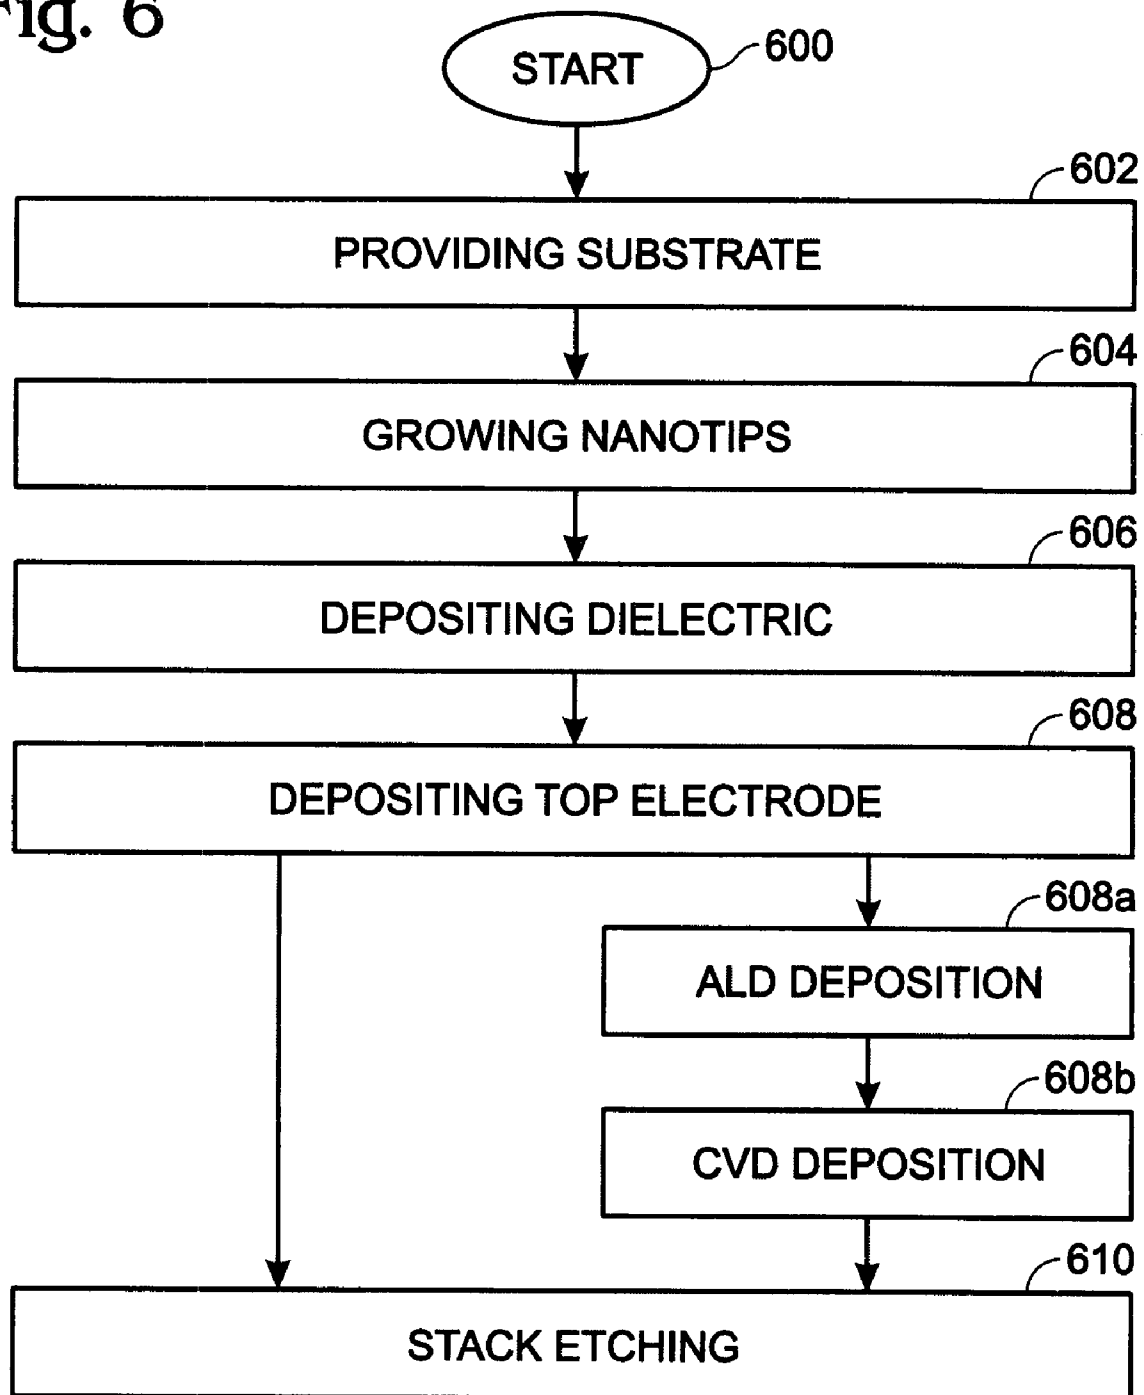 Fig. 6
START
600
602
PROVIDING SUBSTRATE
604
GROWING NANOTIPS
606
DEPOSITING DIELECTRIC
608
DEPOSITING TOP ELECTRODE
608a
ALD DEPOSITION
608b
CVD DEPOSITION
610
STACK ETCHING